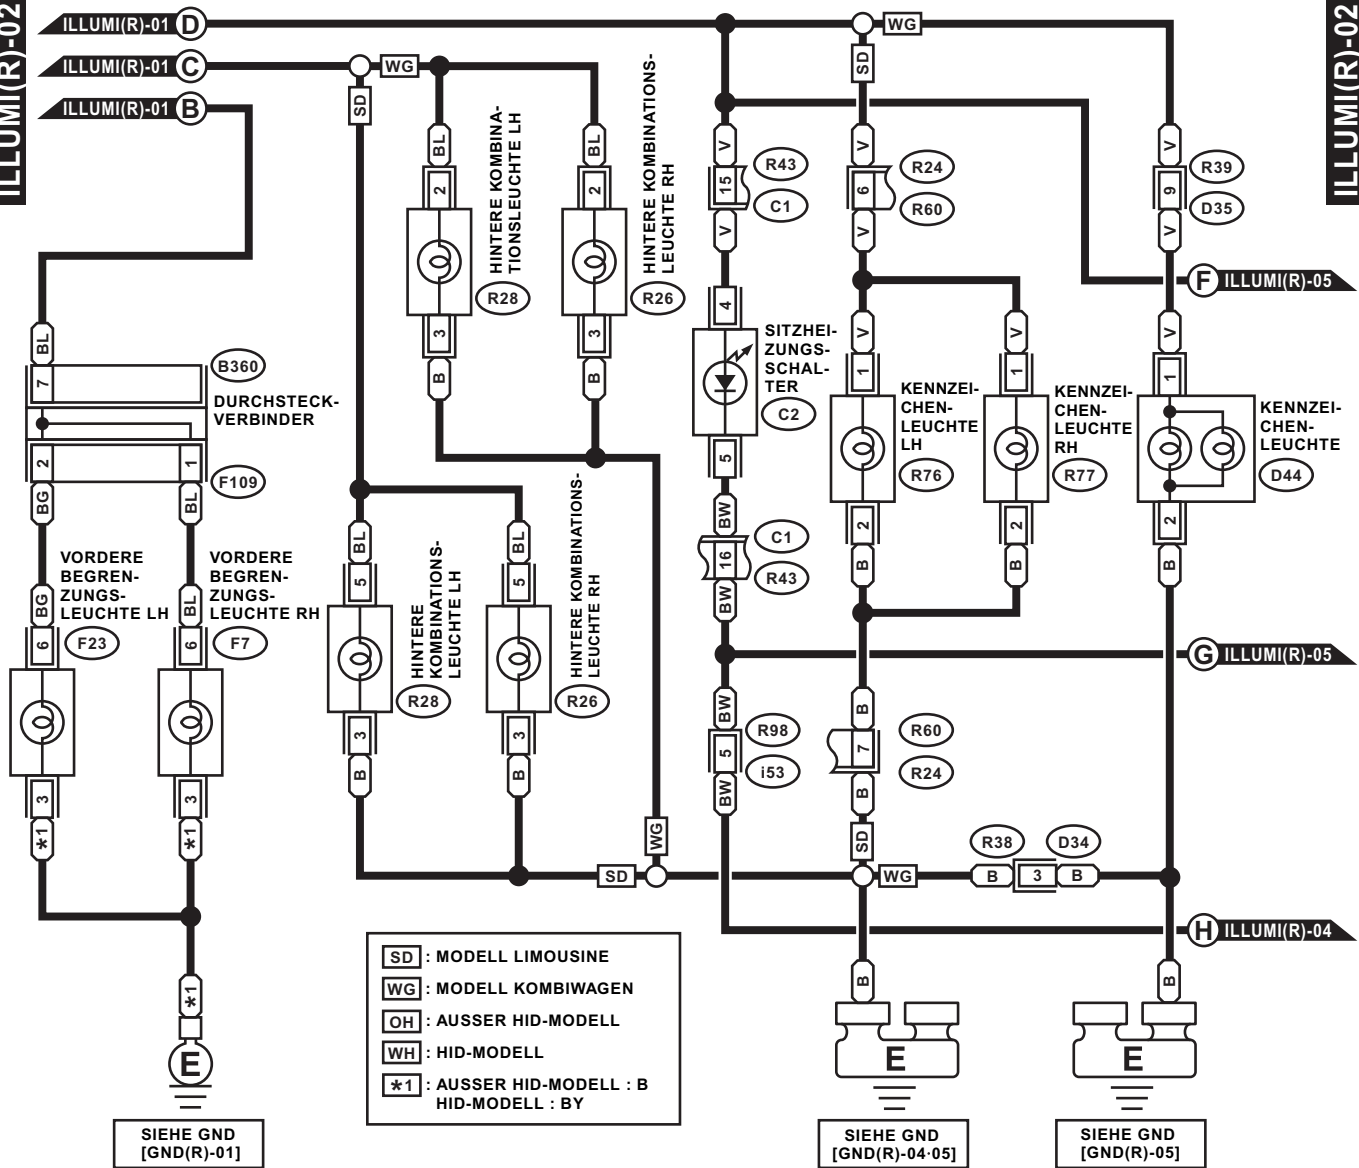 ILLUMI(R)-02
ILLUMI(R)-02
ILLUMI(R)-01 D
WG
ILLUMI(R)-01 C
WG
SD
ILLUMI(R)-01 B
SD
BL
2
HINTERE KOMBINA-
TIONSLEUCHTE LH
R28
3
B
BL
2
HINTERE KOMBINATIONS-
LEUCHTE RH
R26
3
B
V
15
R43
C1
V
V
6
R24
R60
V
V
9
R39
D35
V
F ILLUMI(R)-05
4
SITZHEI-
ZUNGS-
SCHAL-
TER
C2
5
BW
C1
16
R43
BW
V
1
KENNZEI-
CHEN-
LEUCHTE
LH
R76
2
B
V
1
KENNZEI-
CHEN-
LEUCHTE
RH
R77
2
B
V
1
KENNZEI-
CHEN-
LEUCHTE
D44
2
B
BL
7
B360
DURCHSTECK-
VERBINDER
2
1
F109
BG
BL
VORDERE
BEGREN-
ZUNGS-
LEUCHTE LH
BG
6
F23
3
*1
VORDERE
BEGREN-
ZUNGS-
LEUCHTE RH
BL
6
F7
3
*1
BL
5
HINTERE
KOMBINATIONS-
LEUCHTE LH
R28
3
B
BL
5
HINTERE KOMBINATIONS-
LEUCHTE RH
R26
3
B
G ILLUMI(R)-05
BW
R98
5
i53
BW
B
R60
7
R24
B
SD
WG
SD
WG
R38
D34
B
3
B
H ILLUMI(R)-04
*1
E
SIEHE GND
[GND(R)-01]
SD : MODELL LIMOUSINE
WG : MODELL KOMBIWAGEN
OH : AUSSER HID-MODELL
WH : HID-MODELL
*1 : AUSSER HID-MODELL : B
HID-MODELL : BY
B
E
SIEHE GND
[GND(R)-04·05]
B
E
SIEHE GND
[GND(R)-05]